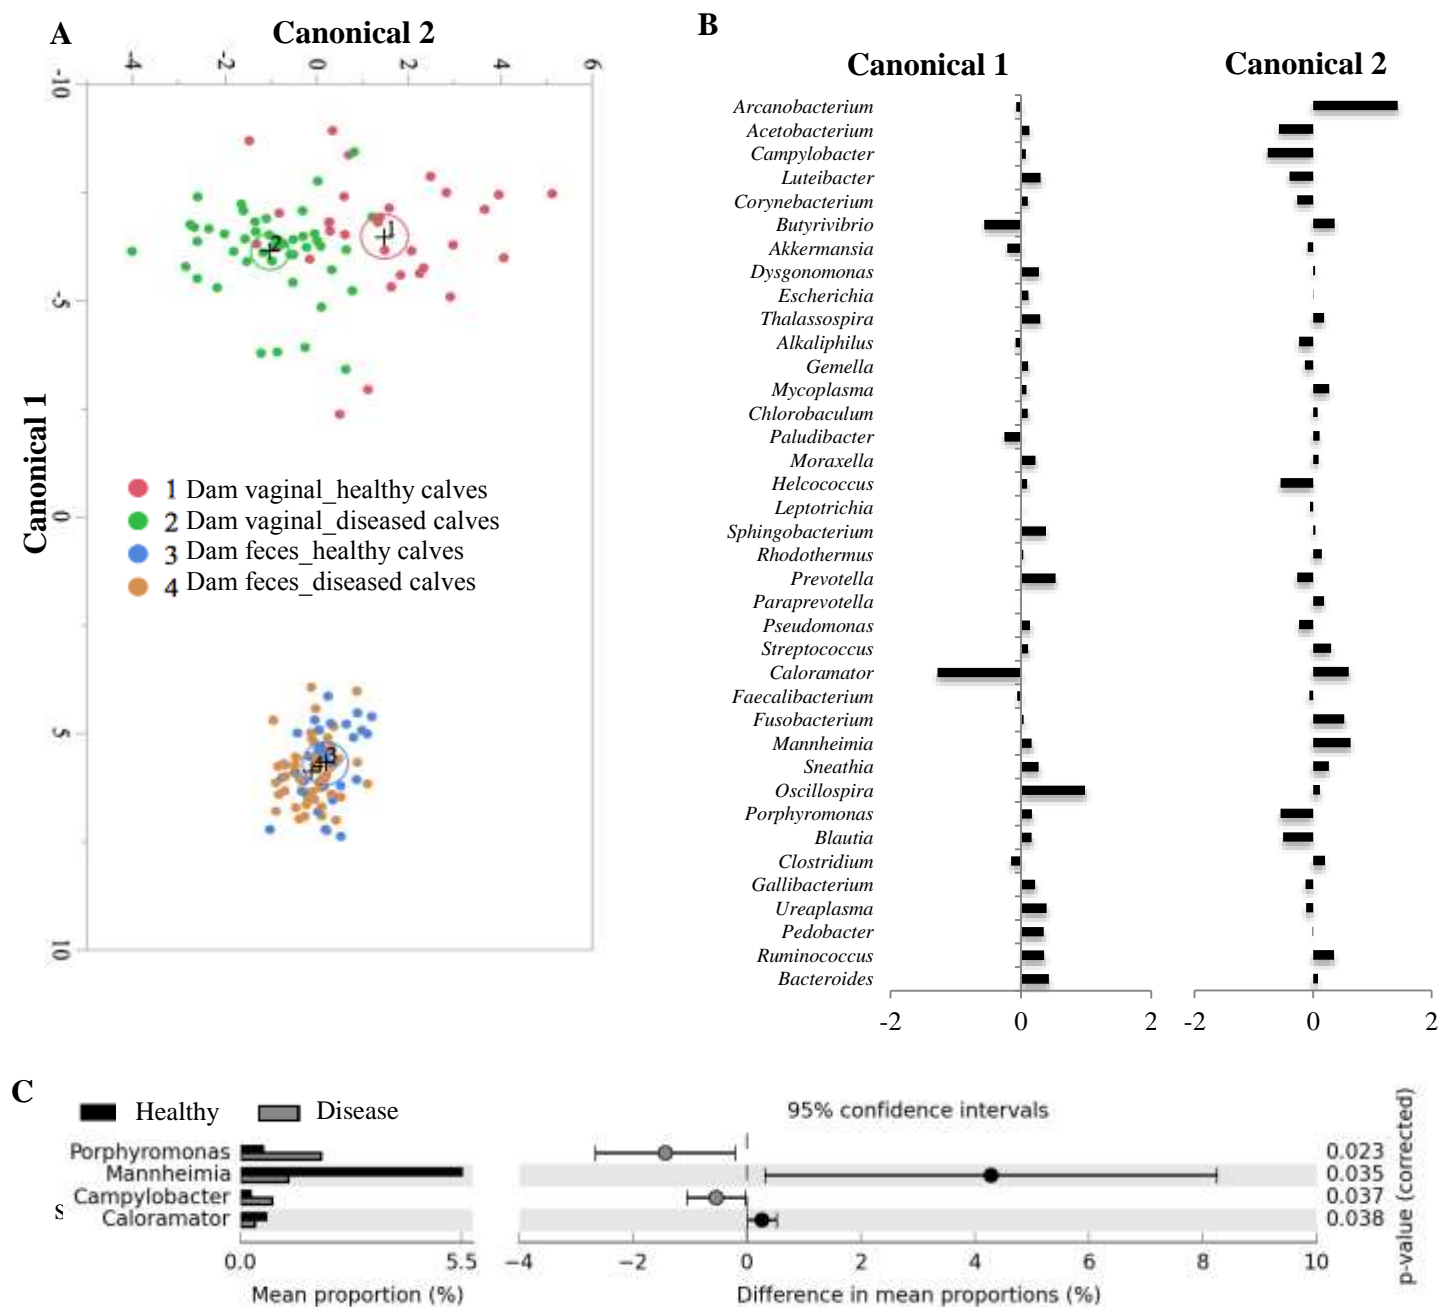 A
Canonical 2
-4
-2
0
2
4
6
-10
-5
0
5
10
Canonical 1
1
2
3
4
1 Dam vaginal_healthy calves
2 Dam vaginal_diseased calves
3 Dam feces_healthy calves
4 Dam feces_diseased calves
B
Canonical 1
Canonical 2
Arcanobacterium
Acetobacterium
Campylobacter
Luteibacter
Corynebacterium
Butyrivibrio
Akkermansia
Dysgonomonas
Escherichia
Thalassospira
Alkaliphilus
Gemella
Mycoplasma
Chlorobaculum
Paludibacter
Moraxella
Helcococcus
Leptotrichia
Sphingobacterium
Rhodothermus
Prevotella
Paraprevotella
Pseudomonas
Streptococcus
Caloramator
Faecalibacterium
Fusobacterium
Mannheimia
Sneathia
Oscillospira
Porphyromonas
Blautia
Clostridium
Gallibacterium
Ureaplasma
Pedobacter
Ruminococcus
Bacteroides
-2 0 2
-2 0 2
C
Healthy Disease
95% confidence intervals
Porphyromonas 0.023
Mannheimia 0.035
Campylobacter 0.037
s
Caloramator 0.038
p-value (corrected)
0.0 5.5
−4 −2 0 2 4 6 8 10
Mean proportion (%)
Difference in mean proportions (%)